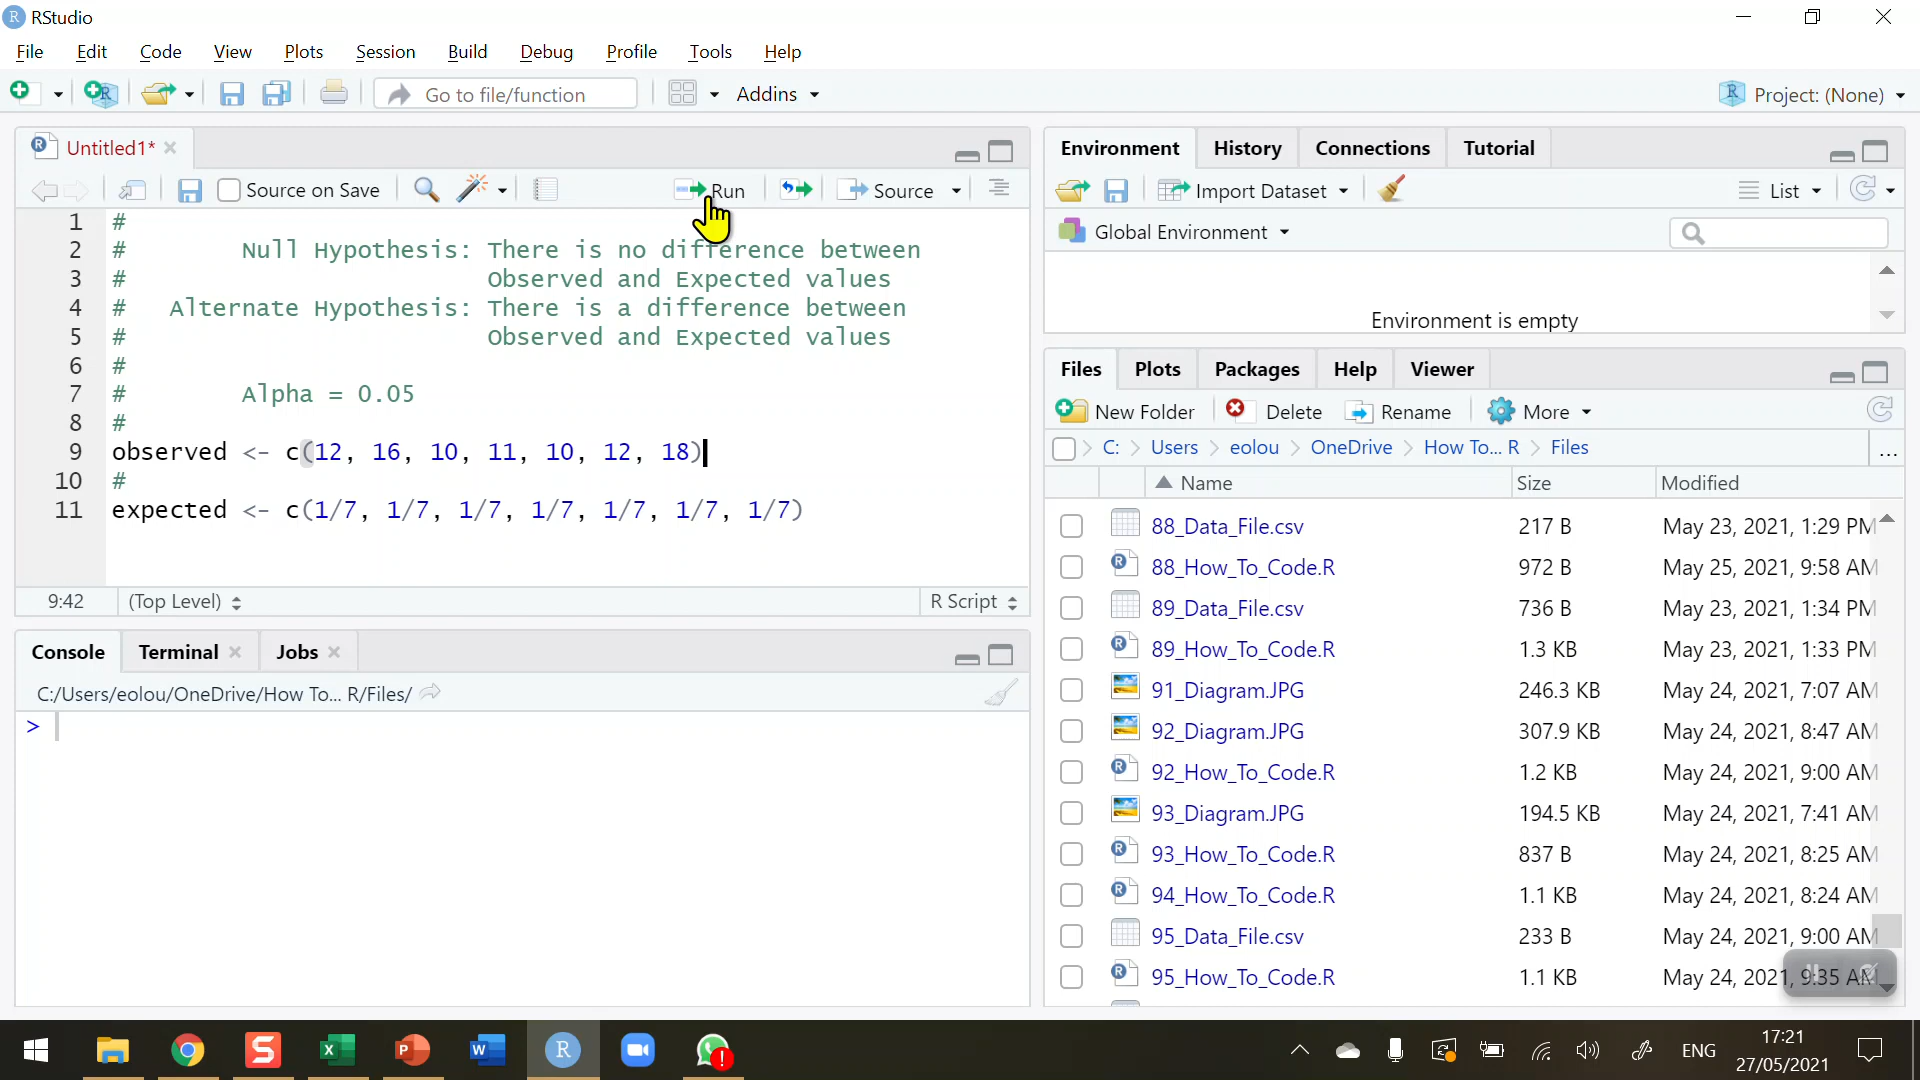 RStudio
File Edit Code View Plots Session Build Debug Profile Tools Help
Go to file/function Addins Project: (None)
Untitled1*
Source on Save Run Source
1 #
2 # Null Hypothesis: There is no difference between
3 # Observed and Expected values
4 # Alternate Hypothesis: There is a difference between
5 # Observed and Expected values
6 #
7 # Alpha = 0.05
8 #
9 observed <- c(12, 16, 10, 11, 10, 12, 18)
10 #
11 expected <- c(1/7, 1/7, 1/7, 1/7, 1/7, 1/7, 1/7)
9:42 (Top Level) R Script
Console Terminal Jobs
C:/Users/eolou/OneDrive/How To... R/Files/
>
Environment History Connections Tutorial
Import Dataset List
Global Environment
Environment is empty
Files Plots Packages Help Viewer
New Folder Delete Rename More
C: Users eolou OneDrive How To... R Files ...
Name Size Modified
88_Data_File.csv 217 B May 23, 2021, 1:29 PM
88_How_To_Code.R 972 B May 25, 2021, 9:58 AM
89_Data_File.csv 736 B May 23, 2021, 1:34 PM
89_How_To_Code.R 1.3 KB May 23, 2021, 1:33 PM
91_Diagram.JPG 246.3 KB May 24, 2021, 7:07 AM
92_Diagram.JPG 307.9 KB May 24, 2021, 8:47 AM
92_How_To_Code.R 1.2 KB May 24, 2021, 9:00 AM
93_Diagram.JPG 194.5 KB May 24, 2021, 7:41 AM
93_How_To_Code.R 837 B May 24, 2021, 8:25 AM
94_How_To_Code.R 1.1 KB May 24, 2021, 8:24 AM
95_Data_File.csv 233 B May 24, 2021, 9:00 AM
95_How_To_Code.R 1.1 KB May 24, 2021, 9:35 AM
ENG 17:21
27/05/2021